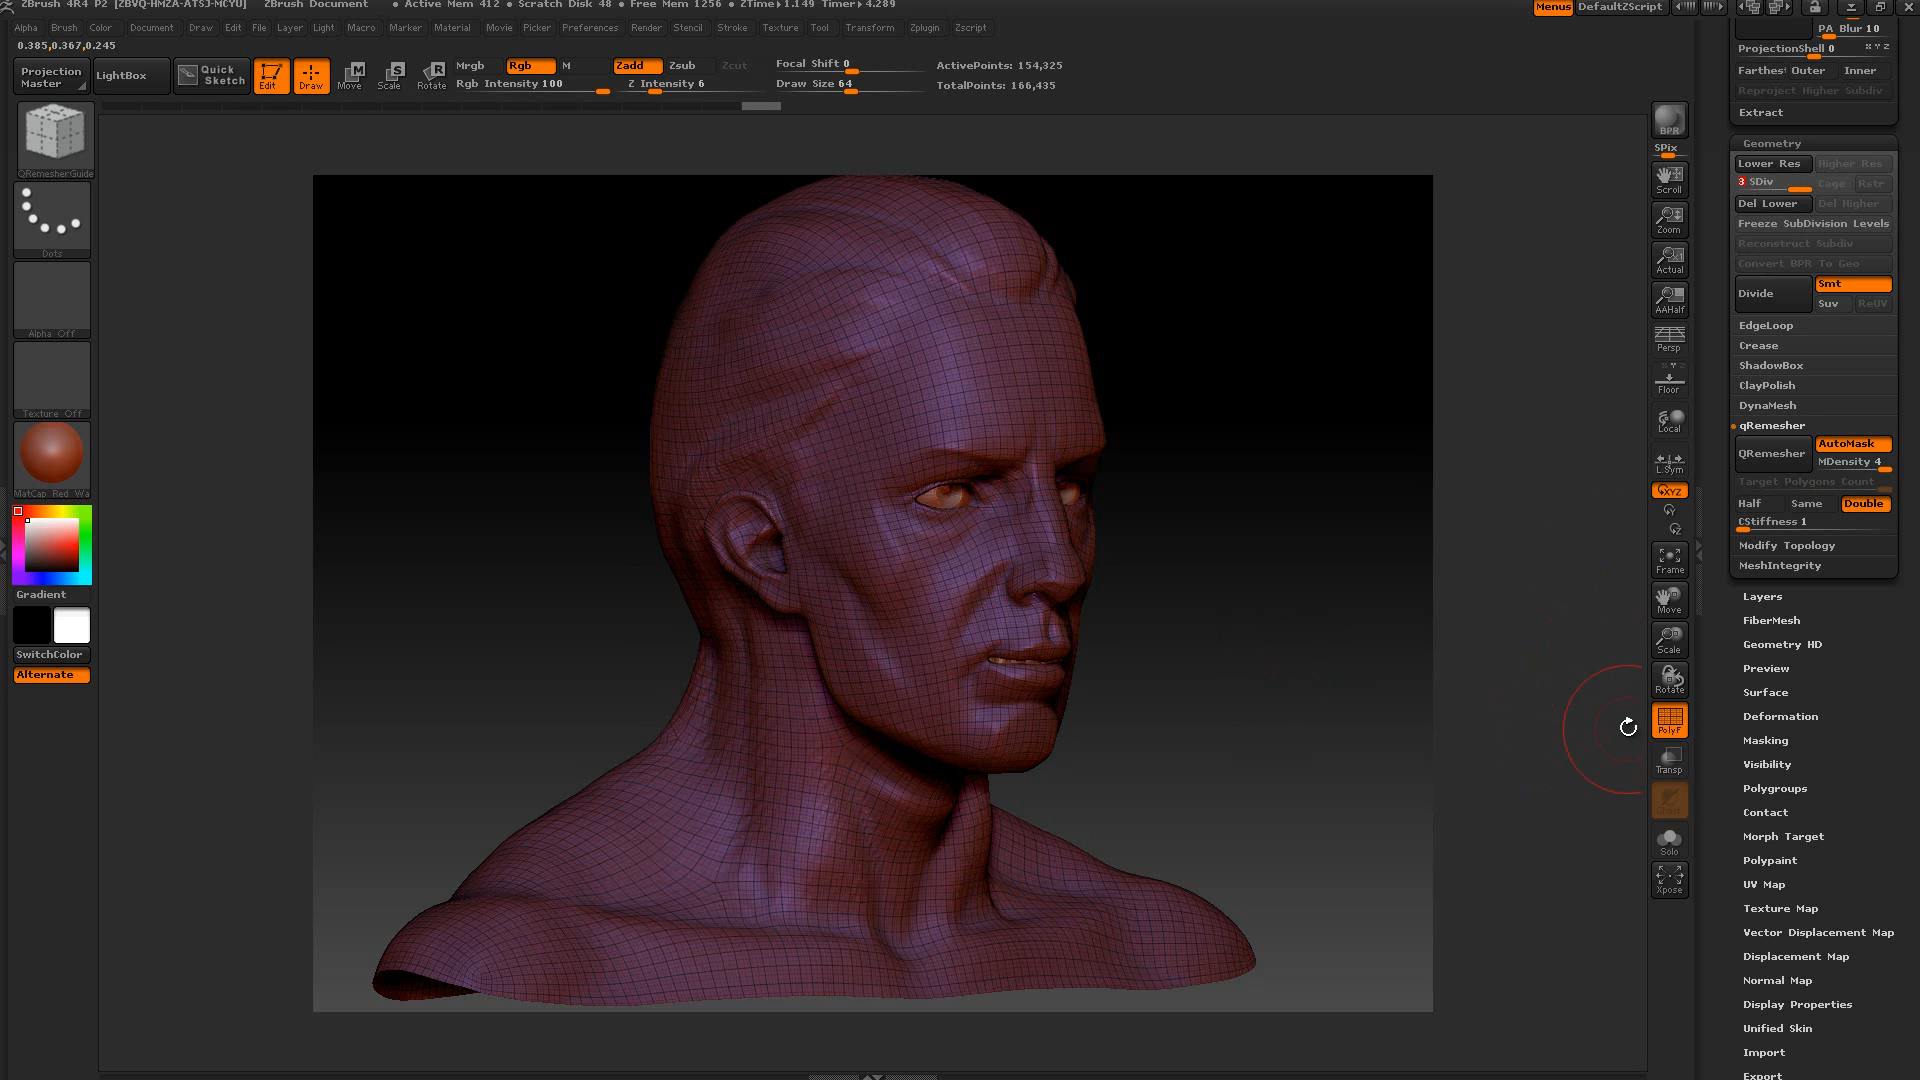 ZBrush 4R4 P2 [ZBVQ-HMZA-ATSJ-MCYU]   ZBrush Document   • Active Mem 412 • Scratch Disk 48 • Free Mem 1256 • ZTime▸1.149 Timer▸4.289
Menus DefaultZScript
Alpha Brush Color Document Draw Edit File Layer Light Macro Marker Material Movie Picker Preferences Render Stencil Stroke Texture Tool Transform Zplugin Zscript
0.385,0.367,0.245
Projection Master
LightBox
Quick Sketch
Edit
Draw
Move
Scale
Rotate
Mrgb Rgb M
Rgb Intensity 100
Zadd Zsub Zcut
Z Intensity 6
Focal Shift 0
Draw Size 64
ActivePoints: 154,325
TotalPoints: 166,435
QRemesherGuide
Dots
Alpha Off
Texture Off
MatCap Red Wa
Gradient
SwitchColor
Alternate
BPR
SPix
Scroll
Zoom
Actual
AAHalf
Persp
Floor
Local
L.Sym
XYZ
Frame
Move
Scale
Rotate
PolyF
Transp
Solo
Xpose
PA Blur 10
ProjectionShell 0 X Y Z
Farthest Outer Inner
Reproject Higher Subdiv
Extract
Geometry
Lower Res Higher Res
3 SDiv Cage Rstr
Del Lower Del Higher
Freeze SubDivision Levels
Reconstruct Subdiv
Convert BPR To Geo
Divide Smt
Suv ReUV
EdgeLoop
Crease
ShadowBox
ClayPolish
DynaMesh
qRemesher
QRemesher AutoMask
MDensity 4
Target Polygons Count
Half Same Double
CStiffness 1
Modify Topology
MeshIntegrity
Layers
FiberMesh
Geometry HD
Preview
Surface
Deformation
Masking
Visibility
Polygroups
Contact
Morph Target
Polypaint
UV Map
Texture Map
Vector Displacement Map
Displacement Map
Normal Map
Display Properties
Unified Skin
Import
Export